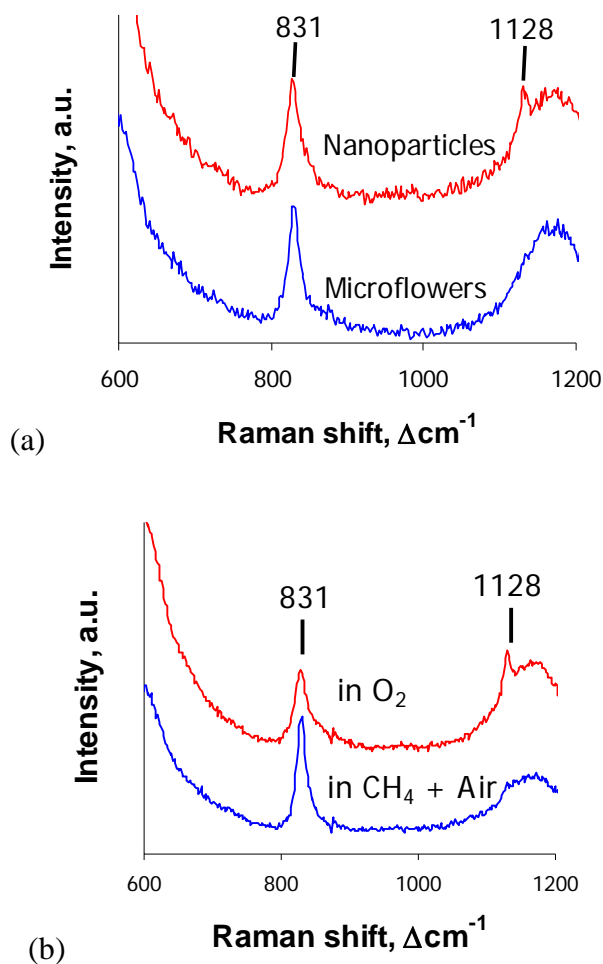 831
1128
Nanoparticles
Microflowers
Intensity, a.u.
600 800 1000 1200
Raman shift, Δcm⁻¹
(a)
831
1128
in O₂
in CH₄ + Air
Intensity, a.u.
600 800 1000 1200
Raman shift, Δcm⁻¹
(b)